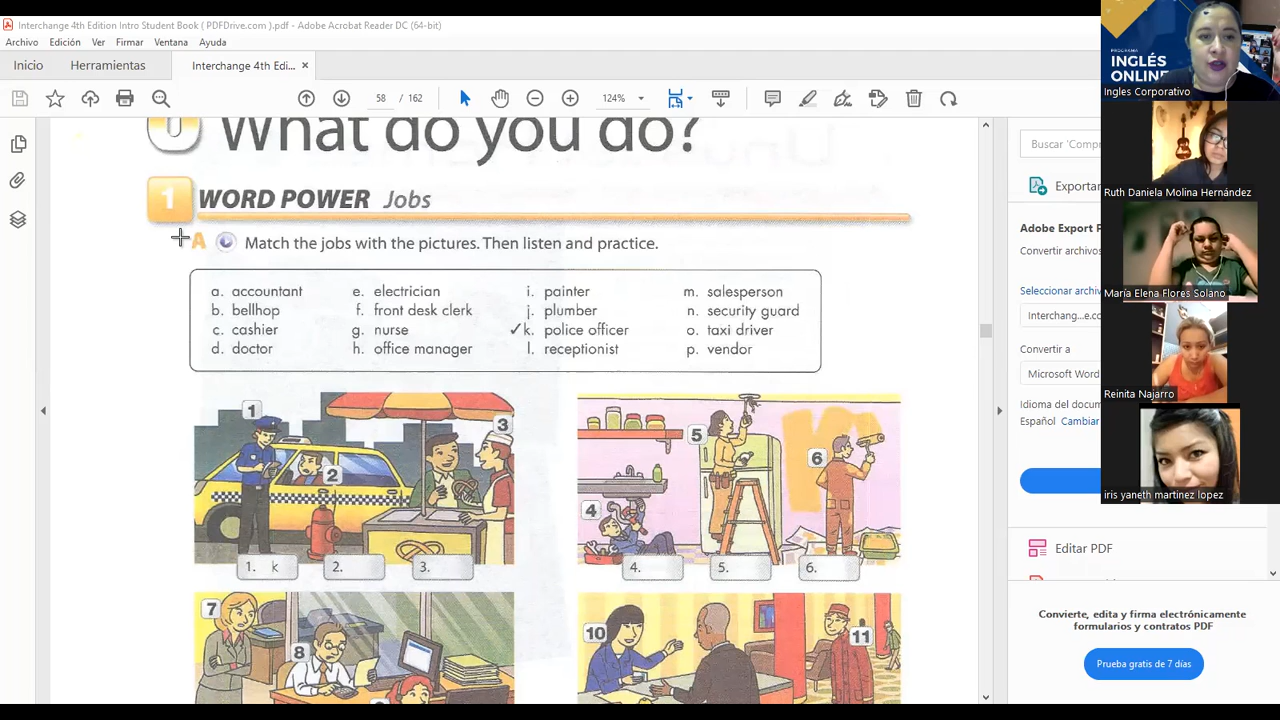 Interchange 4th Edition Intro Student Book ( PDFDrive.com ).pdf - Adobe Acrobat Reader DC (64-bit)
Archivo Edición Ver Firmar Ventana Ayuda
Inicio Herramientas Interchange 4th Edi... ×
58 / 162 124%
What do you do?
1 WORD POWER Jobs
A Match the jobs with the pictures. Then listen and practice.
a. accountant e. electrician i. painter m. salesperson
b. bellhop f. front desk clerk j. plumber n. security guard
c. cashier g. nurse ✓k. police officer o. taxi driver
d. doctor h. office manager l. receptionist p. vendor
1
2
3
1. k 2. 3.
4
5
6
4. 5. 6.
7
8
10
11
Buscar 'Compr
Exportar
Adobe Export P
Convertir archivos
Seleccionar archiv
Interchang...e.co
Convertir a
Microsoft Word
Idioma del docum
Español Cambiar
Editar PDF
Convierte, edita y firma electrónicamente
formularios y contratos PDF
Prueba gratis de 7 días
PROGRAMA
INGLÉS
ONLINE
Ingles Corporativo
Ruth Daniela Molina Hernández
María Elena Flores Solano
Reinita Najarro
iris yaneth martinez lopez